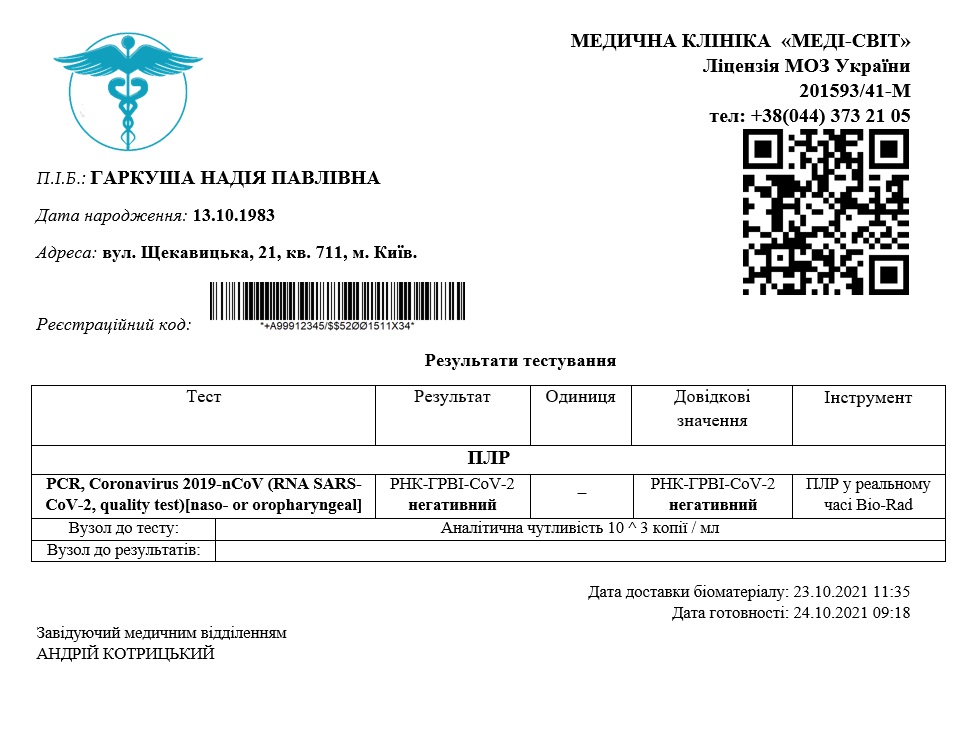 МЕДИЧНА КЛІНІКА «МЕДІ-СВІТ»
Ліцензія МОЗ України
201593/41-М
тел: +38(044) 373 21 05
П.І.Б.: ГАРКУША НАДІЯ ПАВЛІВНА
Дата народження: 13.10.1983
Адреса: вул. Щекавицька, 21, кв. 711, м. Київ.
Реєстраційний код:
*+A99912345/$$52ØØ1511X34*
Результати тестування
Тест Результат Одиниця Довідкові значення Інструмент
ПЛР
PCR, Coronavirus 2019-nCoV (RNA SARS-
CoV-2, quality test)[naso- or oropharyngeal]
РНК-ГРВІ-CoV-2
негативний
–
РНК-ГРВІ-CoV-2
негативний
ПЛР у реальному
часі Bio-Rad
Вузол до тесту: Аналітична чутливість 10 ^ 3 копії / мл
Вузол до результатів:
Дата доставки біоматеріалу: 23.10.2021 11:35
Дата готовності: 24.10.2021 09:18
Завідуючий медичним відділенням
АНДРІЙ КОТРИЦЬКИЙ